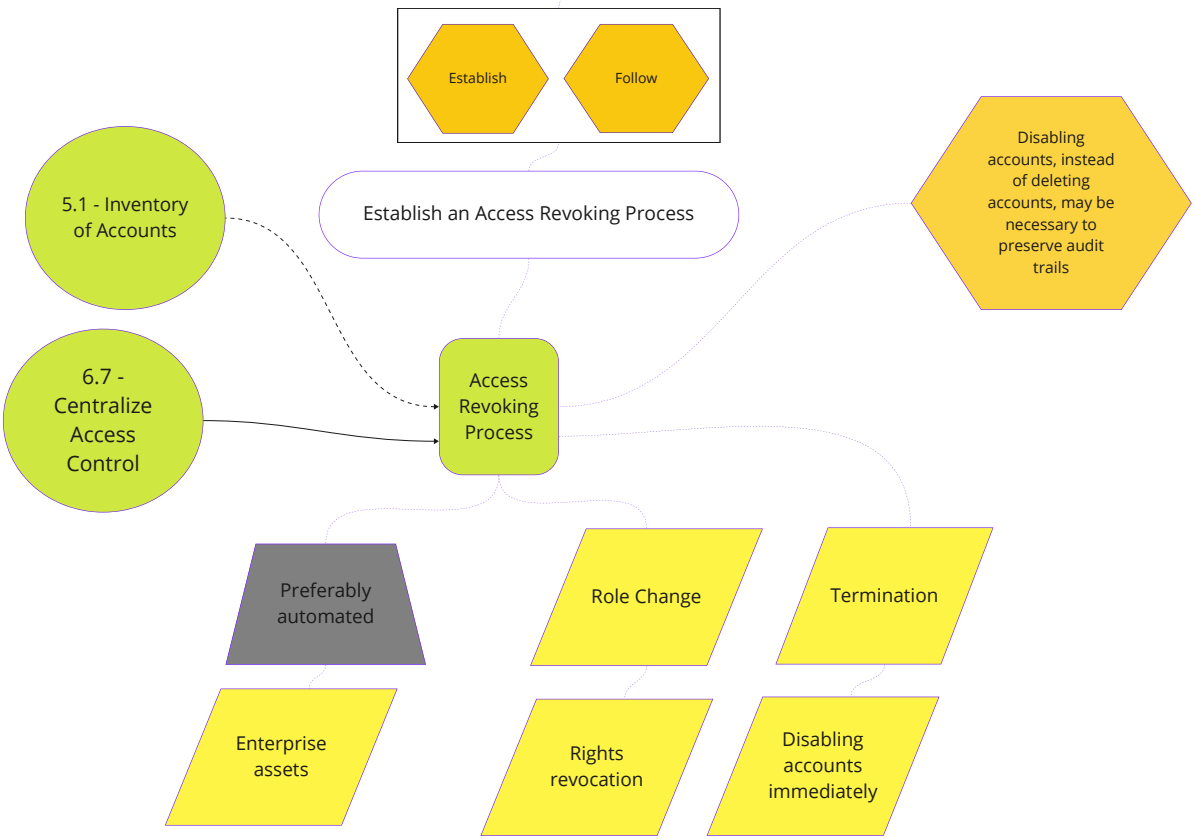 Establish
Follow
Disabling
accounts, instead
of deleting
accounts, may be
necessary to
preserve audit
trails
5.1 - Inventory
of Accounts
Establish an Access Revoking Process
6.7 -
Centralize
Access
Control
Access
Revoking
Process
Preferably
automated
Role Change
Termination
Enterprise
assets
Rights
revocation
Disabling
accounts
immediately